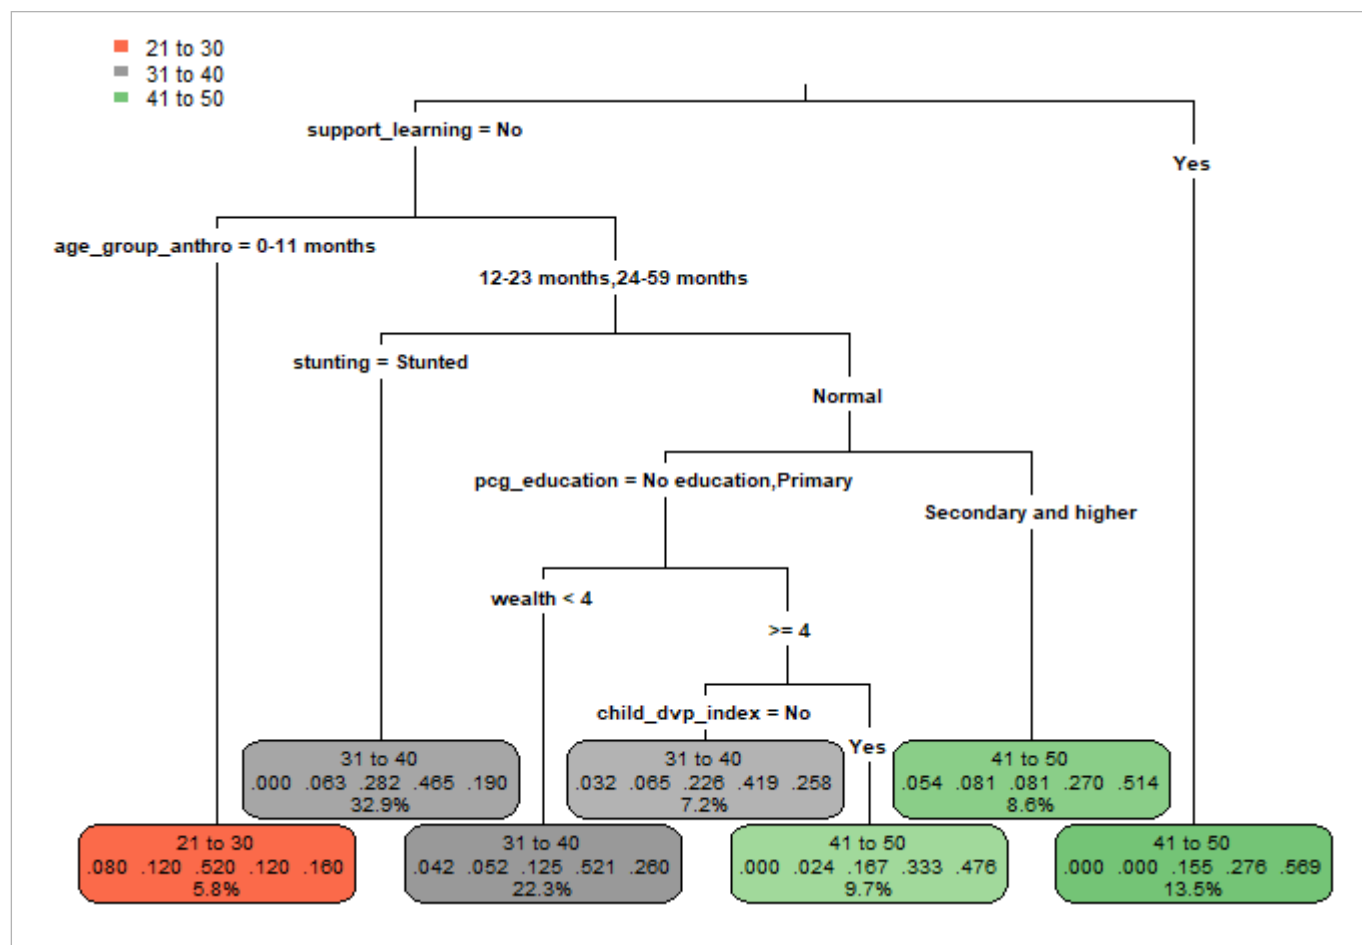 21 to 30
31 to 40
41 to 50
support_learning = No
Yes
age_group_anthro = 0-11 months
12-23 months,24-59 months
stunting = Stunted
Normal
pcg_education = No education,Primary
Secondary and higher
wealth < 4
>= 4
child_dvp_index = No
Yes
31 to 40
.000 .063 .282 .465 .190
32.9%
31 to 40
.032 .065 .226 .419 .258
7.2%
41 to 50
.054 .081 .081 .270 .514
8.6%
21 to 30
.080 .120 .520 .120 .160
5.8%
31 to 40
.042 .052 .125 .521 .260
22.3%
41 to 50
.000 .024 .167 .333 .476
9.7%
41 to 50
.000 .000 .155 .276 .569
13.5%